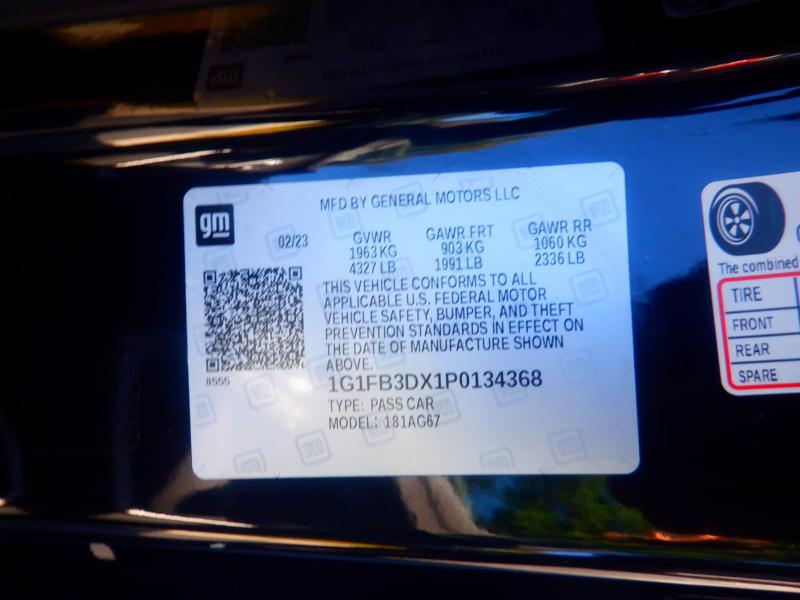 MFD BY GENERAL MOTORS LLC
gm
02/23
GVWR GAWR FRT GAWR RR
1963 KG 903 KG 1060 KG
4327 LB 1991 LB 2336 LB
THIS VEHICLE CONFORMS TO ALL
APPLICABLE U.S. FEDERAL MOTOR
VEHICLE SAFETY, BUMPER, AND THEFT
PREVENTION STANDARDS IN EFFECT ON
THE DATE OF MANUFACTURE SHOWN
ABOVE.
8555
1G1FB3DX1P0134368
TYPE: PASS CAR
MODEL: 181AG67
The combined
TIRE
FRONT
REAR
SPARE